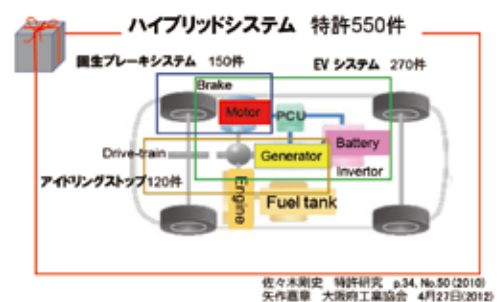 ハイブリッドシステム 特許550件
回生ブレーキシステム 150件
EV システム 270件
Brake
Motor
PCU
Battery
Drive-train
Generator
Invertor
アイドリングストップ120件
Engine
Fuel tank
佐々木剛史 特許研究 p.34, No.50(2010)
矢作嘉章 大阪府工業協会 4月27日(2012)